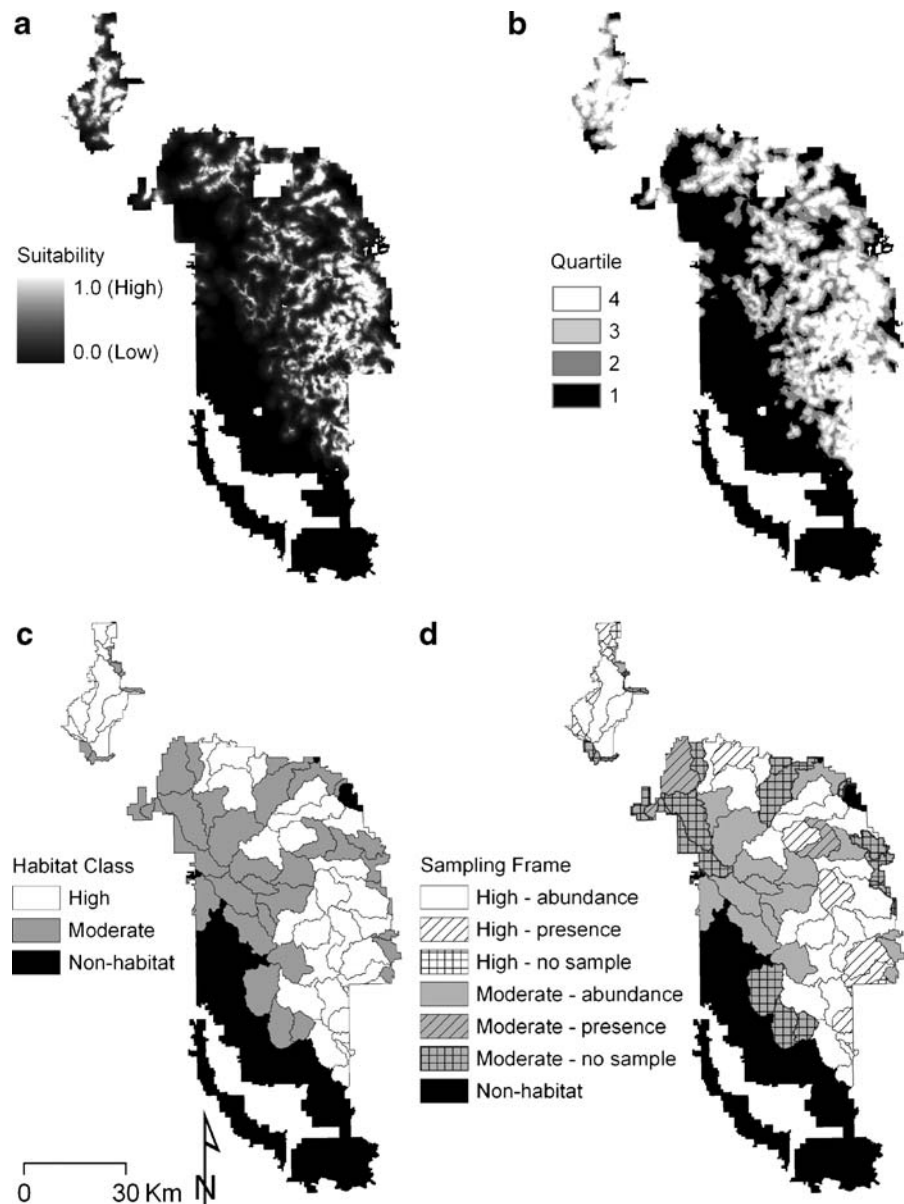 a
b
Suitability
1.0 (High)
0.0 (Low)
Quartile
4
3
2
1
c
d
Habitat Class
High
Moderate
Non-habitat
Sampling Frame
High - abundance
High - presence
High - no sample
Moderate - abundance
Moderate - presence
Moderate - no sample
Non-habitat
0 30 Km
N